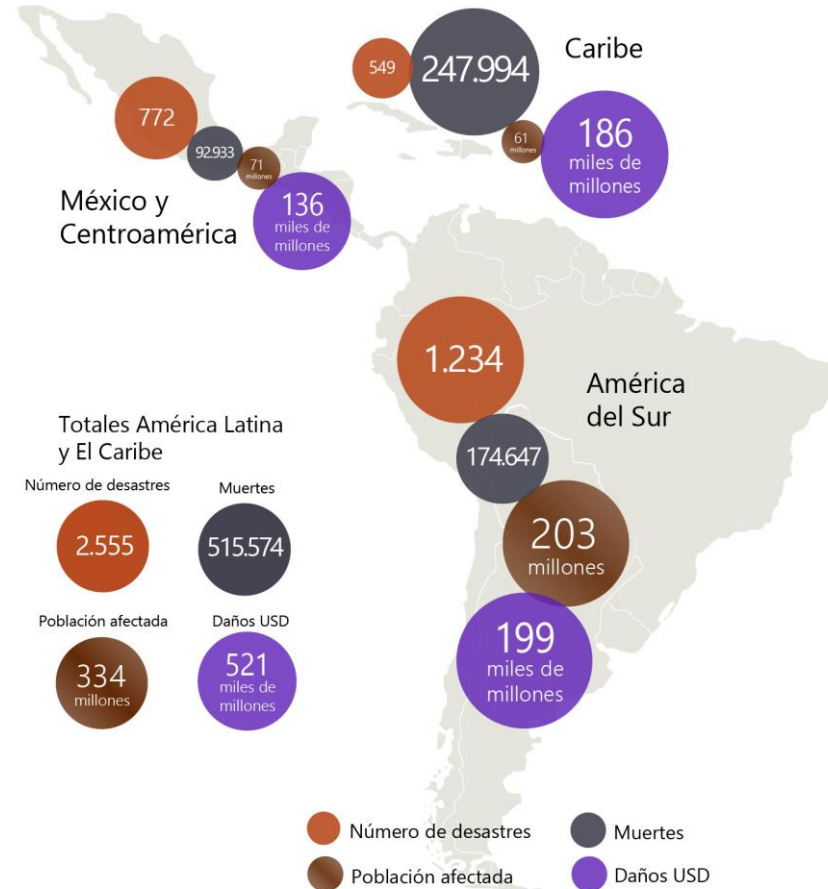 549
247.994
Caribe
772
92.933
71
millones
61
millones
186
miles de
millones
México y
Centroamérica
136
miles de
millones
1.234
América
del Sur
174.647
203
millones
199
miles de
millones
Totales América Latina
y El Caribe
Número de desastres
Muertes
2.555
515.574
Población afectada
Daños USD
334
millones
521
miles de
millones
Número de desastres
Muertes
Población afectada
Daños USD